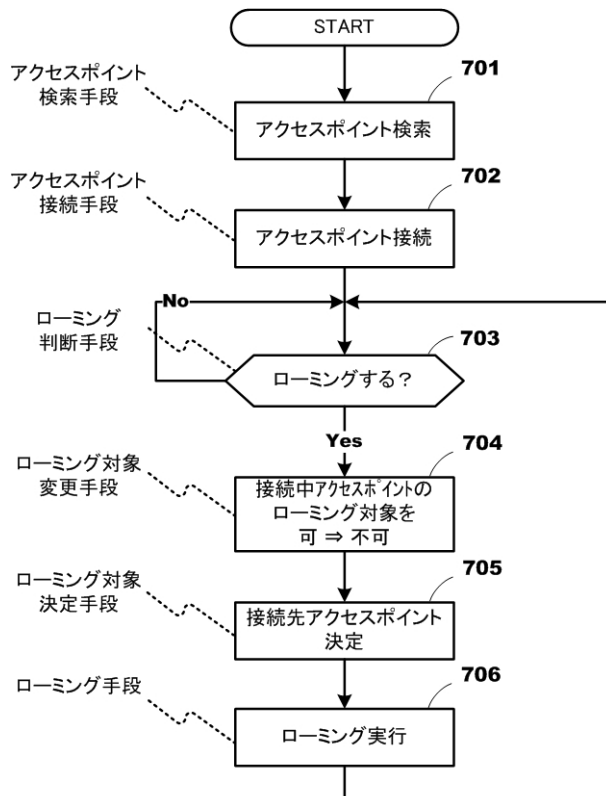 START
アクセスポイント
検索手段
701
アクセスポイント検索
アクセスポイント
接続手段
702
アクセスポイント接続
No
ローミング
判断手段
703
ローミングする？
Yes
ローミング対象
変更手段
704
接続中アクセスポイントの
ローミング対象を
可 ⇒ 不可
ローミング対象
決定手段
705
接続先アクセスポイント
決定
ローミング手段
706
ローミング実行